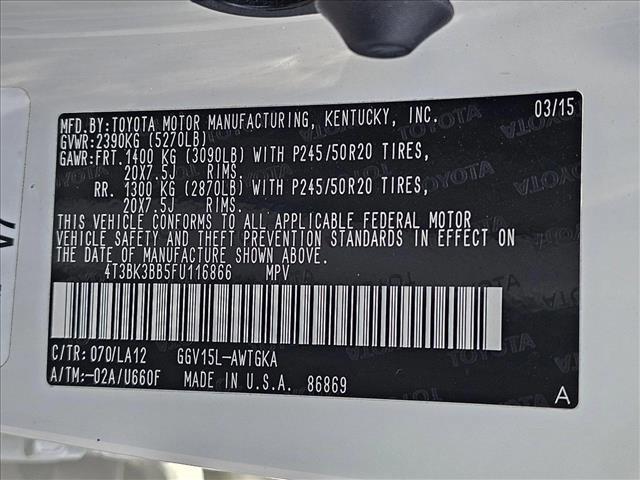 MFD.BY:TOYOTA MOTOR MANUFACTURING, KENTUCKY, INC. 03/15
GVWR:2390KG (5270LB)
GAWR:FRT.1400 KG (3090LB) WITH P245/50R20 TIRES,
20X7.5J RIMS.
RR. 1300 KG (2870LB) WITH P245/50R20 TIRES,
20X7.5J RIMS.
THIS VEHICLE CONFORMS TO ALL APPLICABLE FEDERAL MOTOR
VEHICLE SAFETY AND THEFT PREVENTION STANDARDS IN EFFECT ON
THE DATE OF MANUFACTURE SHOWN ABOVE.
4T3BK3BB5FU116866 MPV
C/TR: 070/LA12 GGV15L-AWTGKA
A/TM:-02A/U660F MADE IN U.S.A. 86869 A